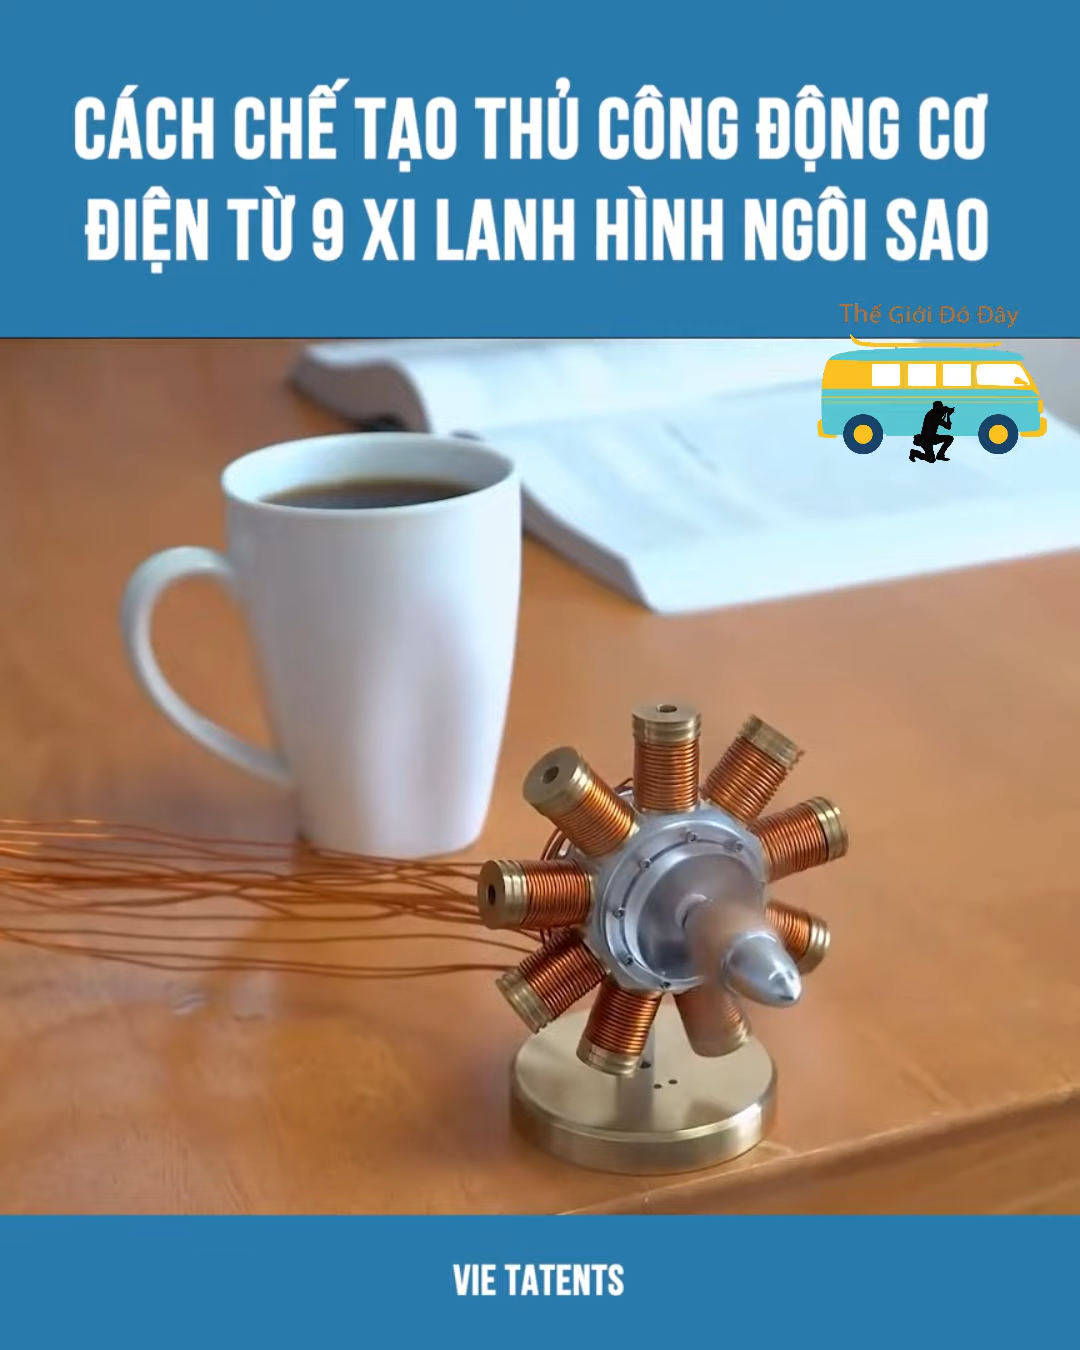 CÁCH CHẾ TẠO THỦ CÔNG ĐỘNG CƠ
ĐIỆN TỪ 9 XI LANH HÌNH NGÔI SAO
Thế Giới Đó Đây
VIE TATENTS